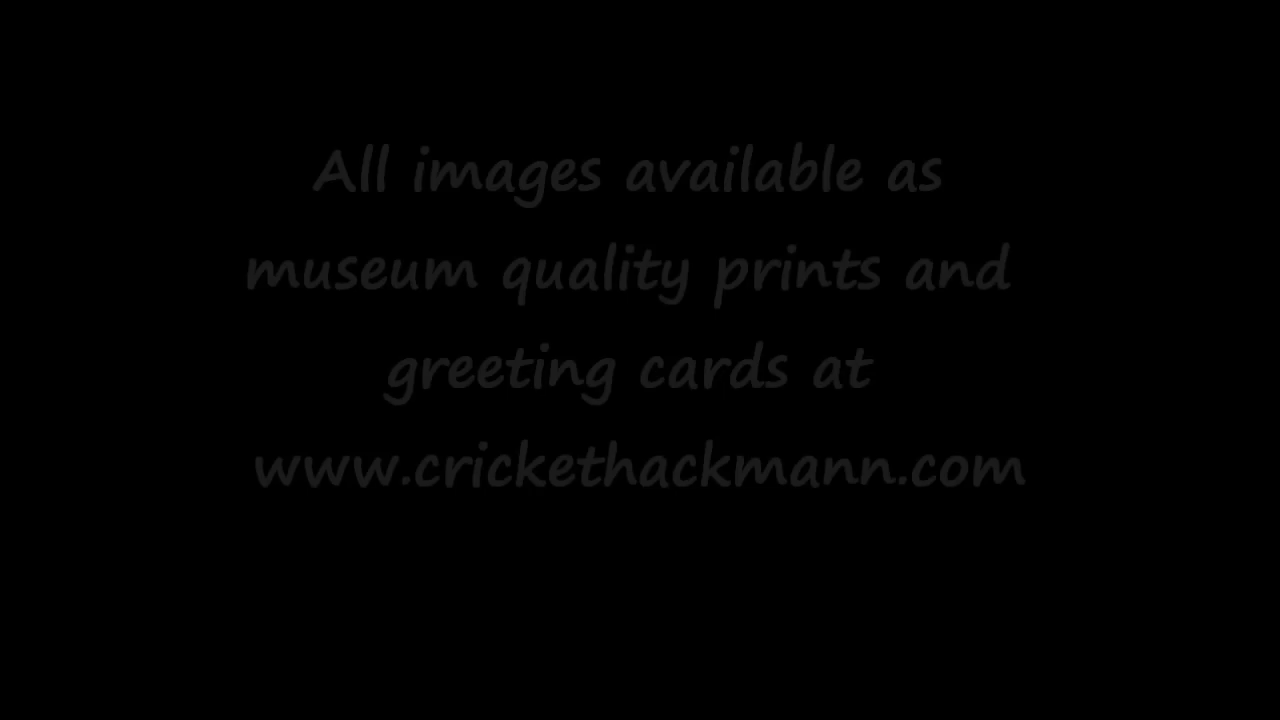 All images available as
museum quality prints and
greeting cards at
www.crickethackmann.com